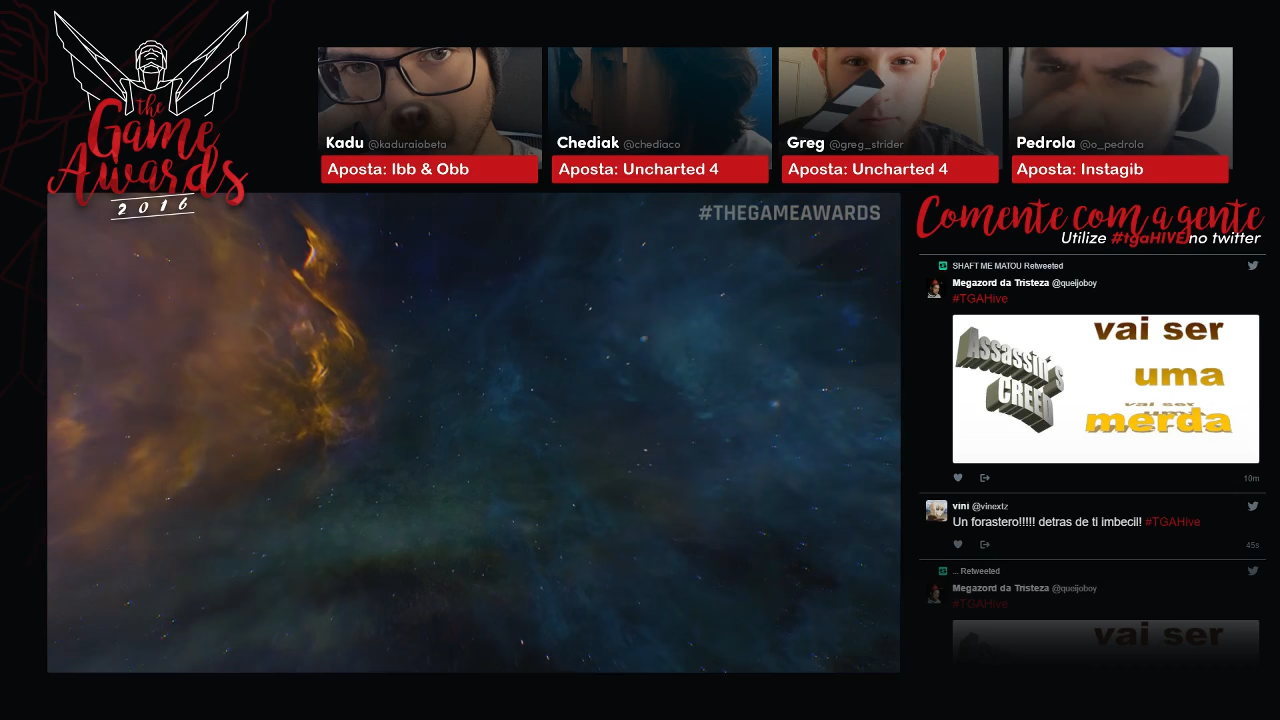 the
Game
Awards
2016
Kadu @kaduraiobeta
Aposta: Ibb & Obb
Chediak @chediaco
Aposta: Uncharted 4
Greg @greg_strider
Aposta: Uncharted 4
Pedrola @o_pedrola
Aposta: Instagib
#THEGAMEAWARDS
Comente com a gente
Utilize #tgaHIVE no twitter
SHAFT ME MATOU Retweeted
Megazord da Tristeza @queijoboy
#TGAHive
Assassin's
CREED
vai ser
uma
vai ser
uma
merda
10m
vini @vinextz
Un forastero!!!!! detras de ti imbecil! #TGAHive
45s
... Retweeted
Megazord da Tristeza @queijoboy
#TGAHive
vai ser